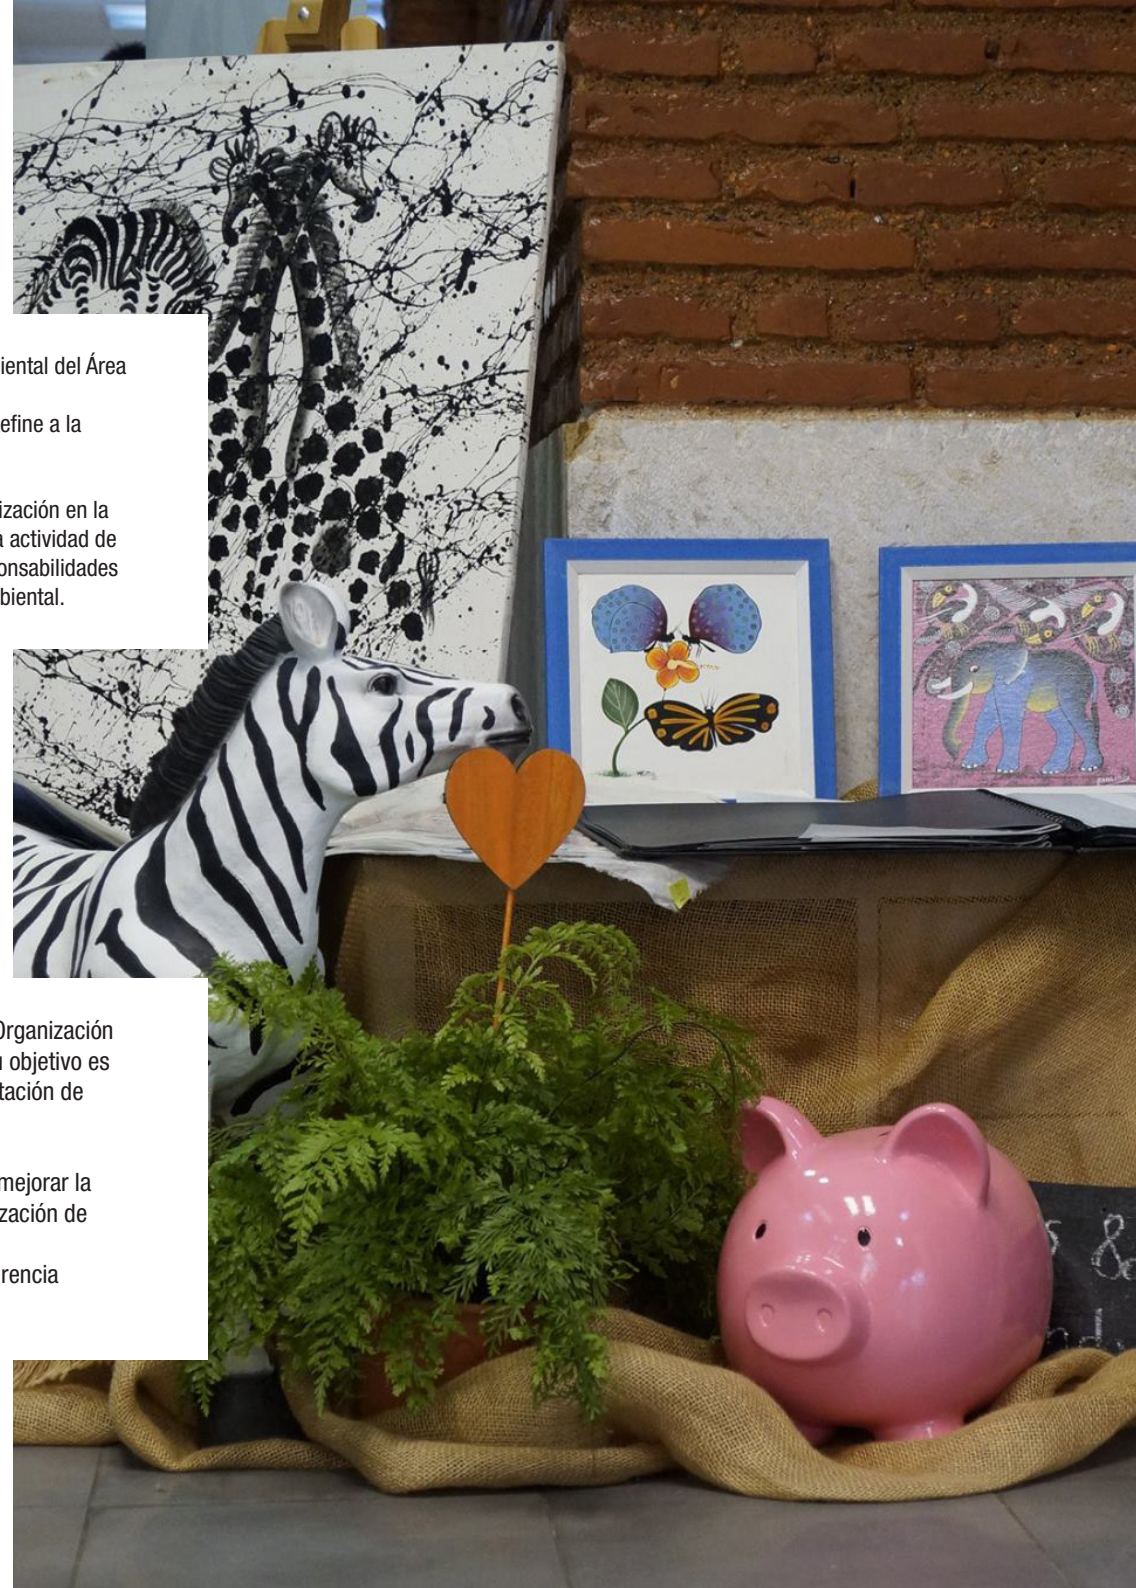 iental del Área
efine a la
ización en la
a actividad de
onsabilidades
biental.
Organización
u objetivo es
tación de
mejorar la
zación de
rencia
s &